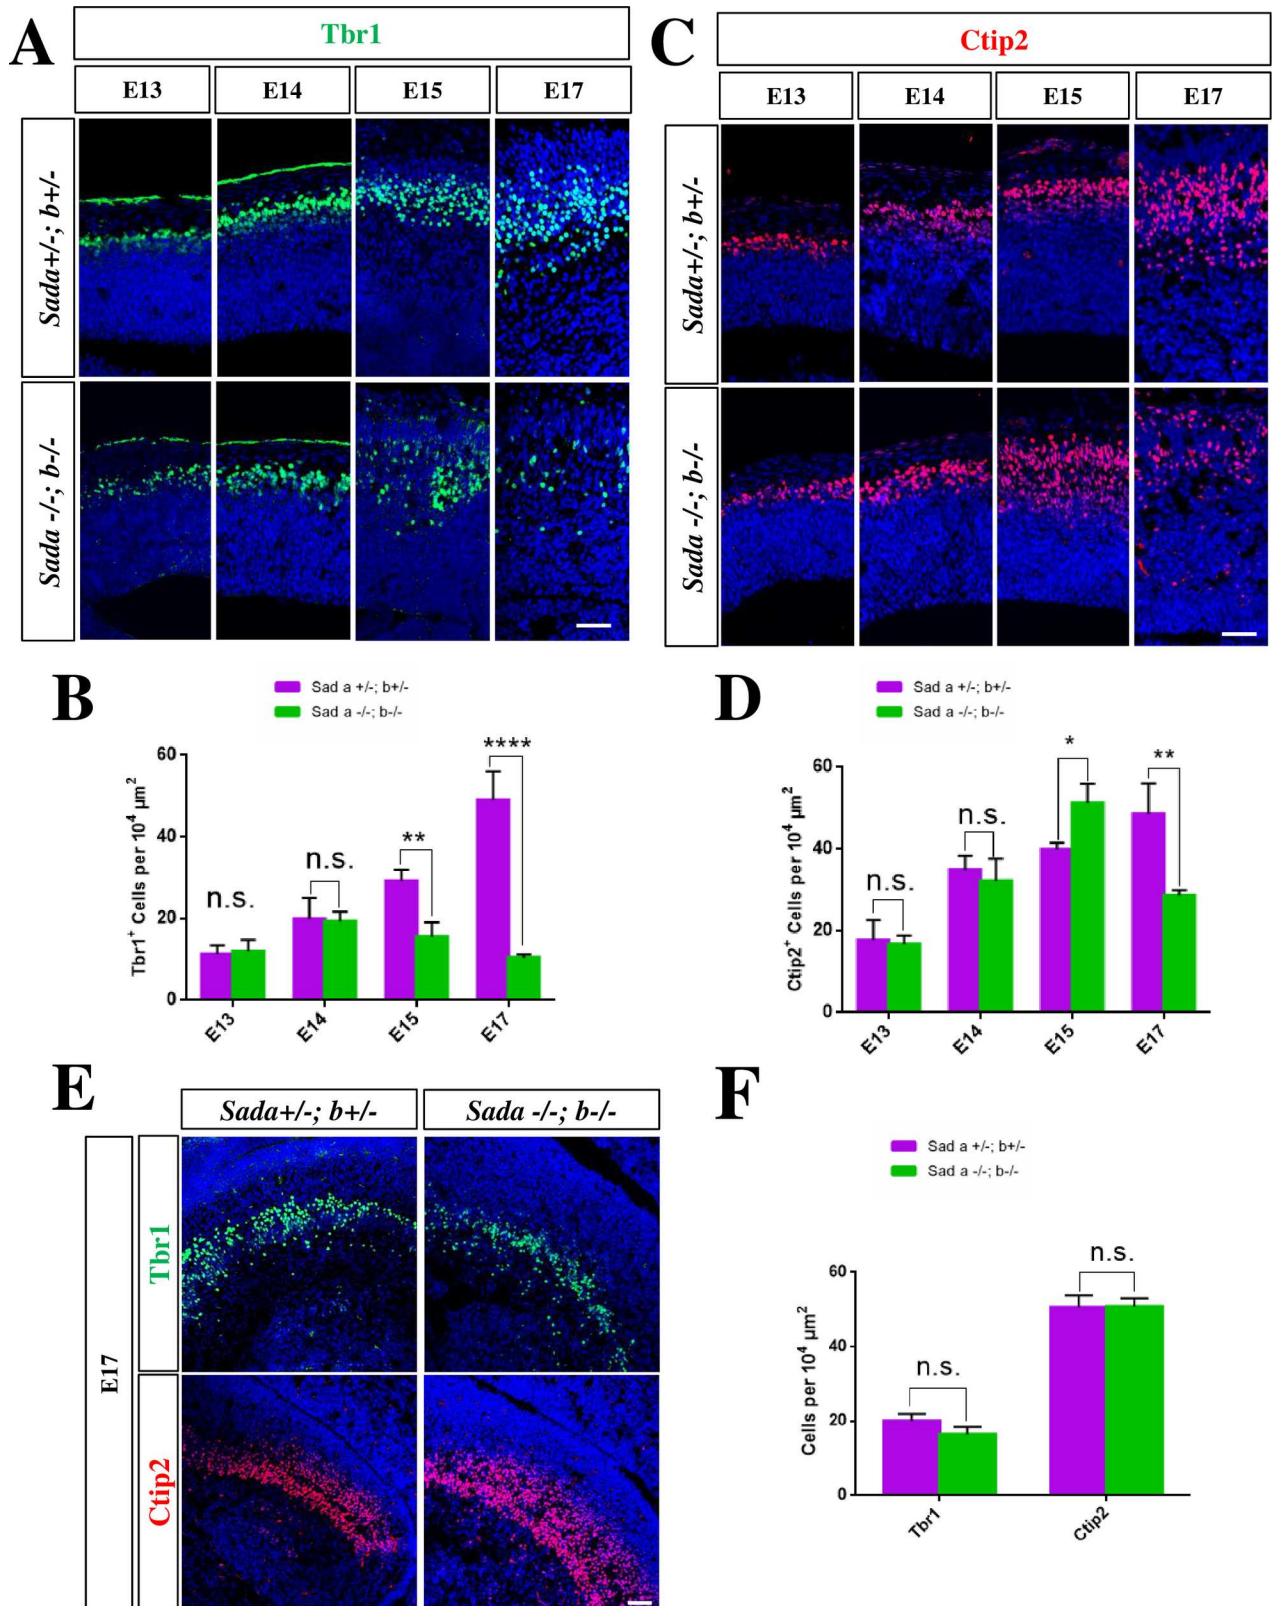 A
Tbr1
E13 E14 E15 E17
Sada+/-; b+/-
Sada -/-; b-/-
C
Ctip2
E13 E14 E15 E17
Sada+/-; b+/-
Sada -/-; b-/-
B
Sad a +/-; b+/-
Sad a -/-; b-/-
Tbr1⁺ Cells per 10⁴ µm²
60
40
20
0
n.s.
n.s.
**
****
E13 E14 E15 E17
D
Sad a +/-; b+/-
Sad a -/-; b-/-
Ctip2⁺ Cells per 10⁴ µm²
60
40
20
0
n.s.
n.s.
*
**
E13 E14 E15 E17
E
Sada+/-; b+/- Sada -/-; b-/-
E17
Tbr1
Ctip2
F
Sad a +/-; b+/-
Sad a -/-; b-/-
Cells per 10⁴ µm²
60
40
20
0
n.s.
n.s.
Tbr1 Ctip2